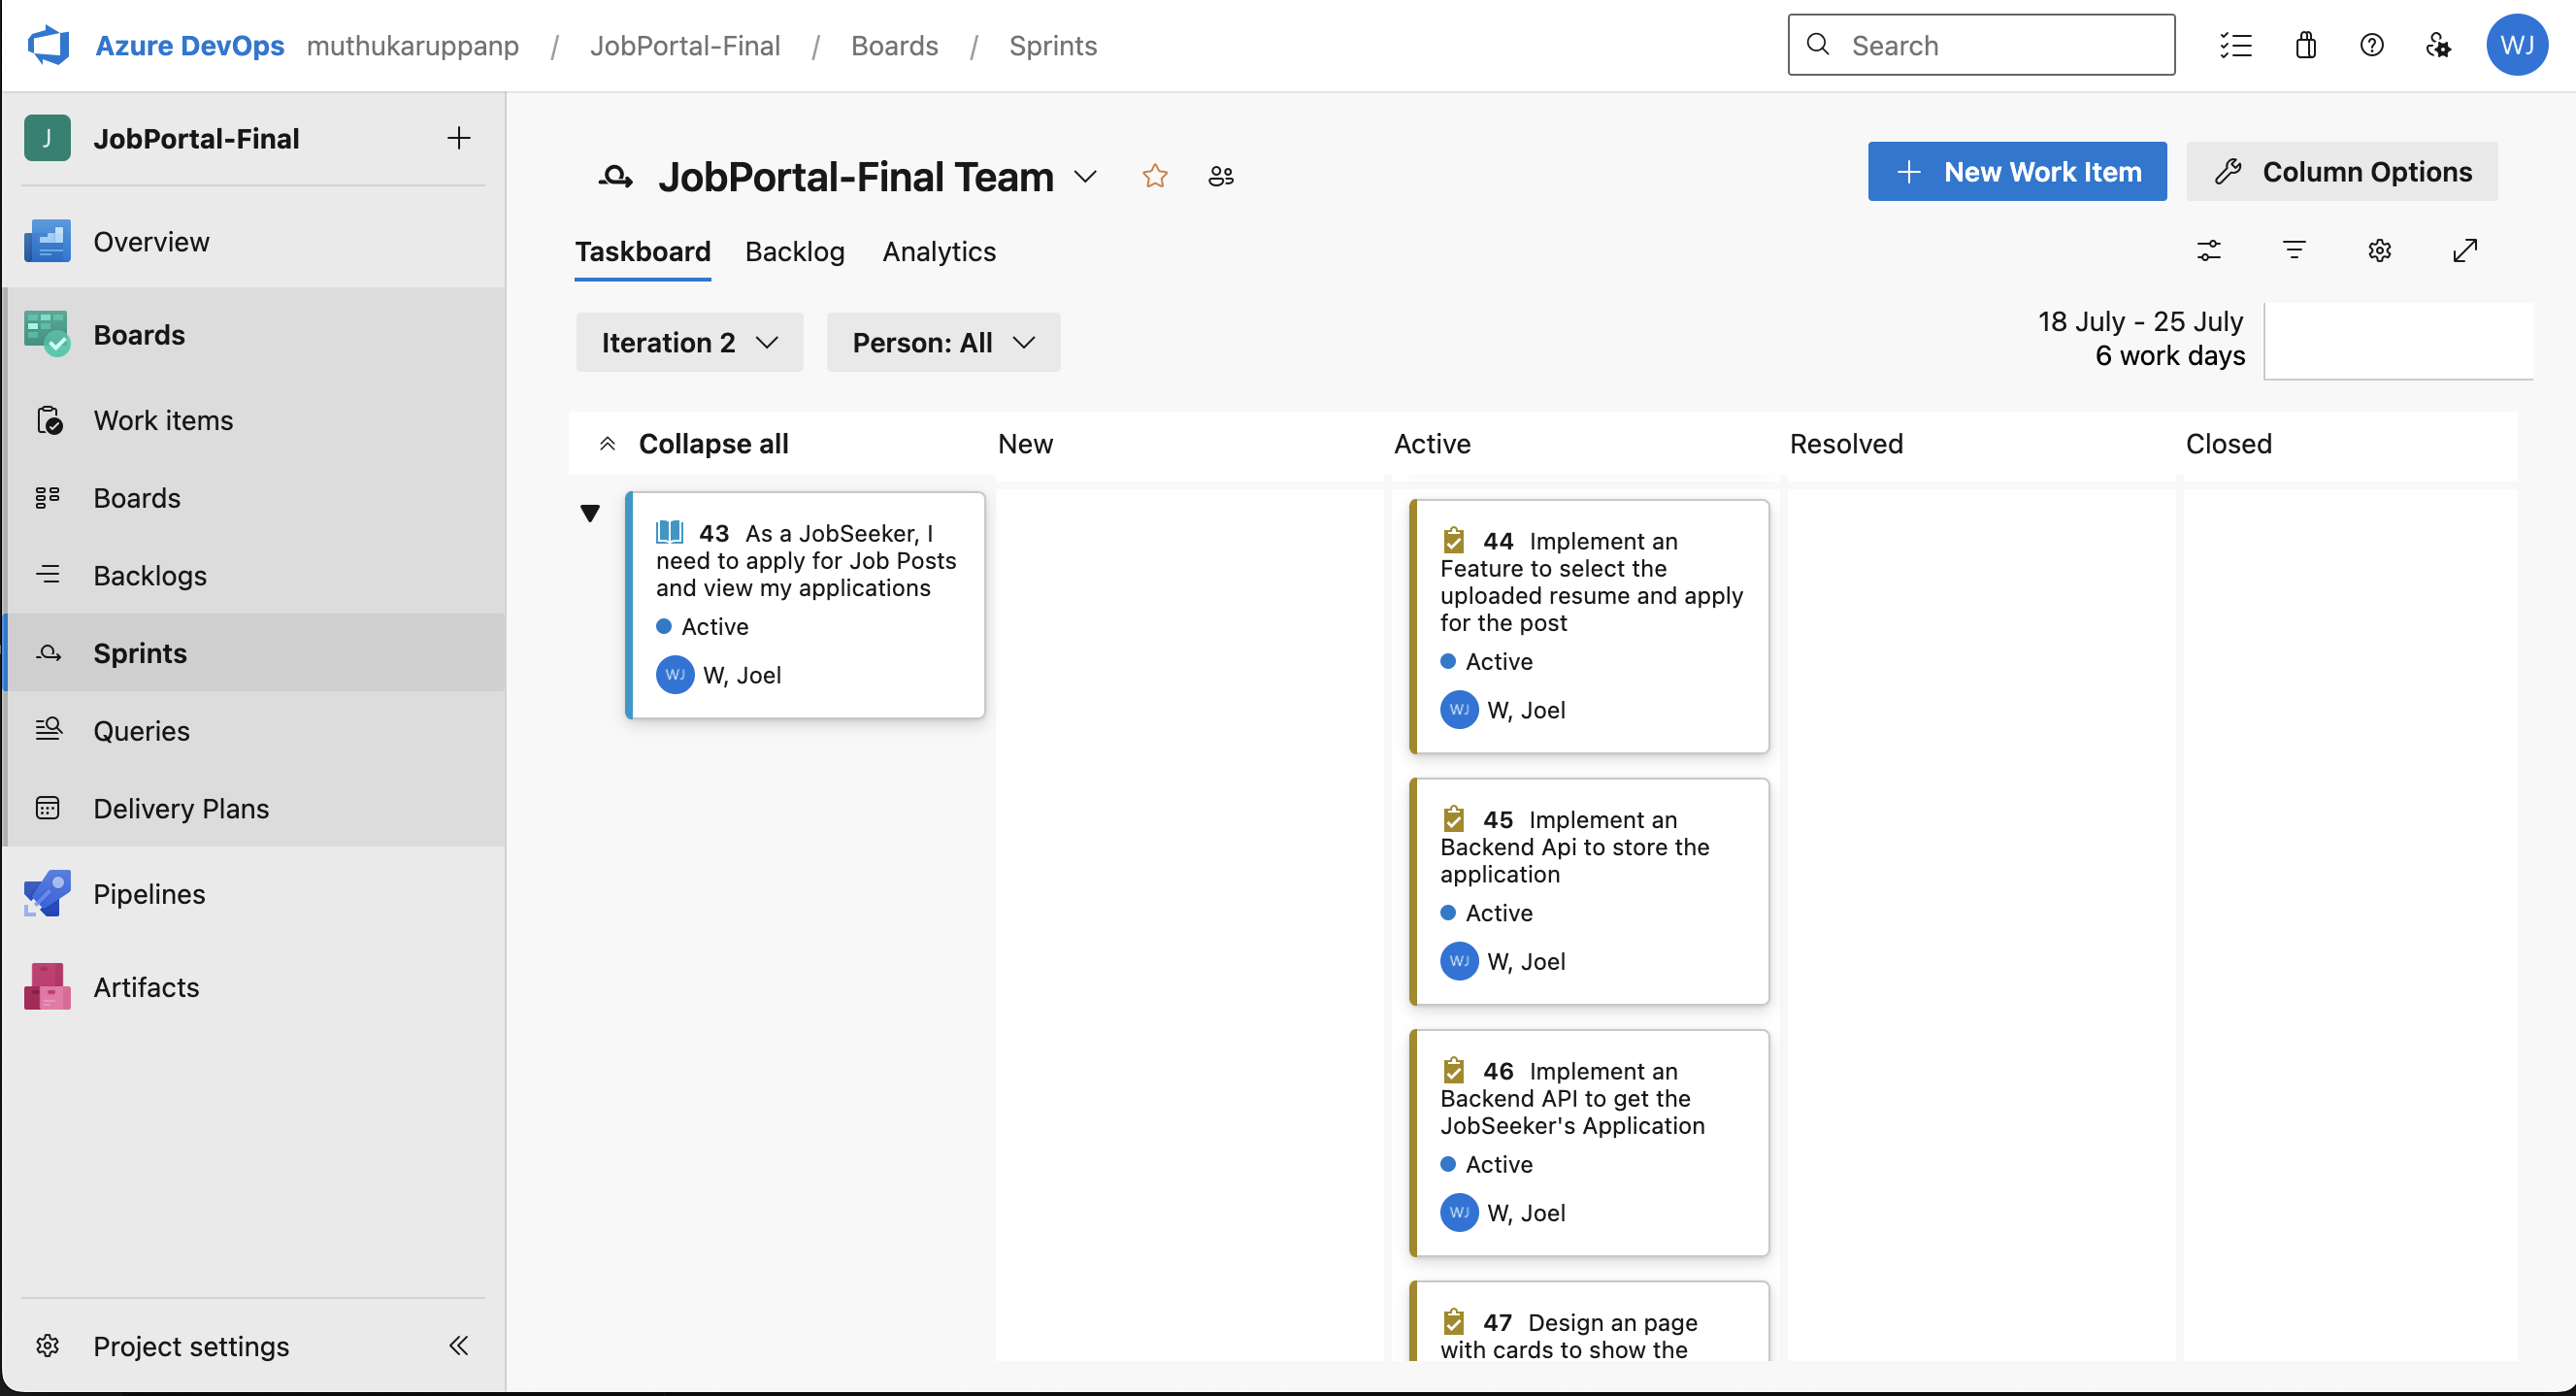 Azure DevOps muthukaruppanp / JobPortal-Final / Boards / Sprints
Search
WJ
J JobPortal-Final
Overview
Boards
Work items
Boards
Backlogs
Sprints
Queries
Delivery Plans
Pipelines
Artifacts
Project settings
JobPortal-Final Team
New Work Item
Column Options
Taskboard Backlog Analytics
Iteration 2
Person: All
18 July - 25 July
6 work days
Collapse all New Active Resolved Closed
43 As a JobSeeker, I
need to apply for Job Posts
and view my applications
Active
WJ W, Joel
44 Implement an
Feature to select the
uploaded resume and apply
for the post
Active
WJ W, Joel
45 Implement an
Backend Api to store the
application
Active
WJ W, Joel
46 Implement an
Backend API to get the
JobSeeker's Application
Active
WJ W, Joel
47 Design an page
with cards to show the